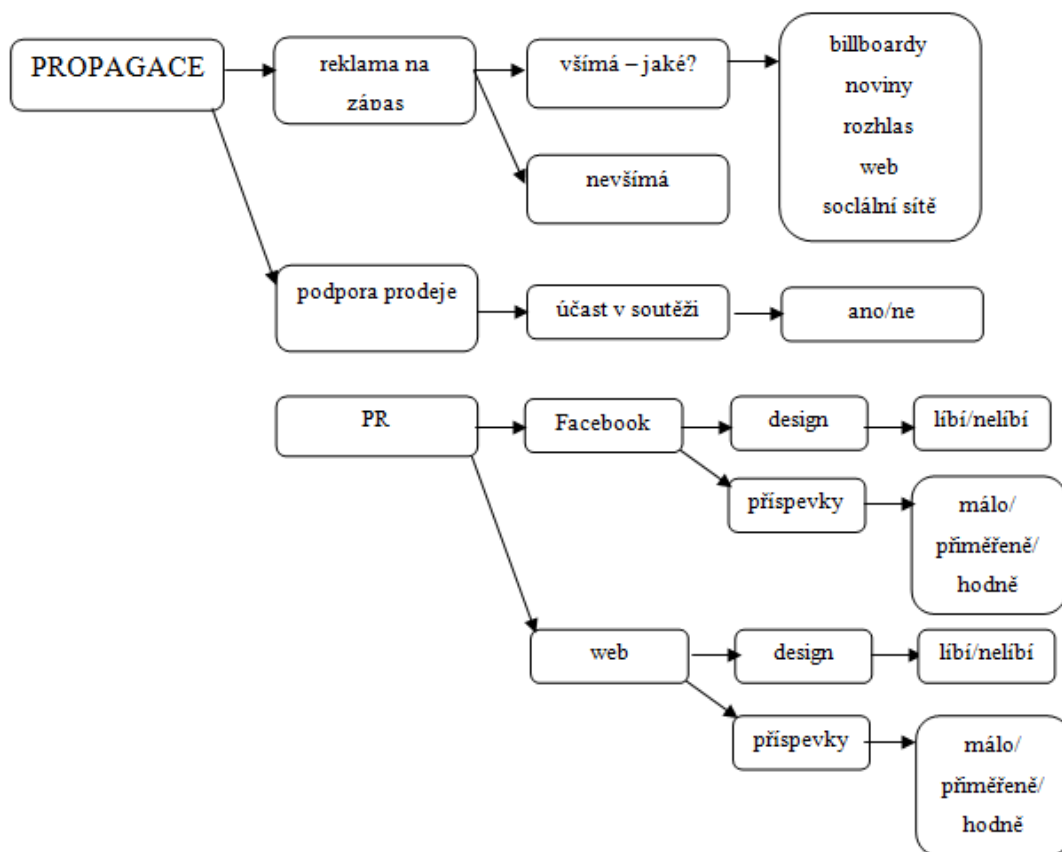 PROPAGACE
reklama na
zápas
všímá – jaké?
billboardy
noviny
rozhlas
web
soclální sítě
nevšímá
podpora prodeje
účast v soutěži
ano/ne
PR
Facebook
design
líbí/nelíbí
příspevky
málo/
přiměřeně/
hodně
web
design
líbí/nelíbí
příspevky
málo/
přiměřeně/
hodně